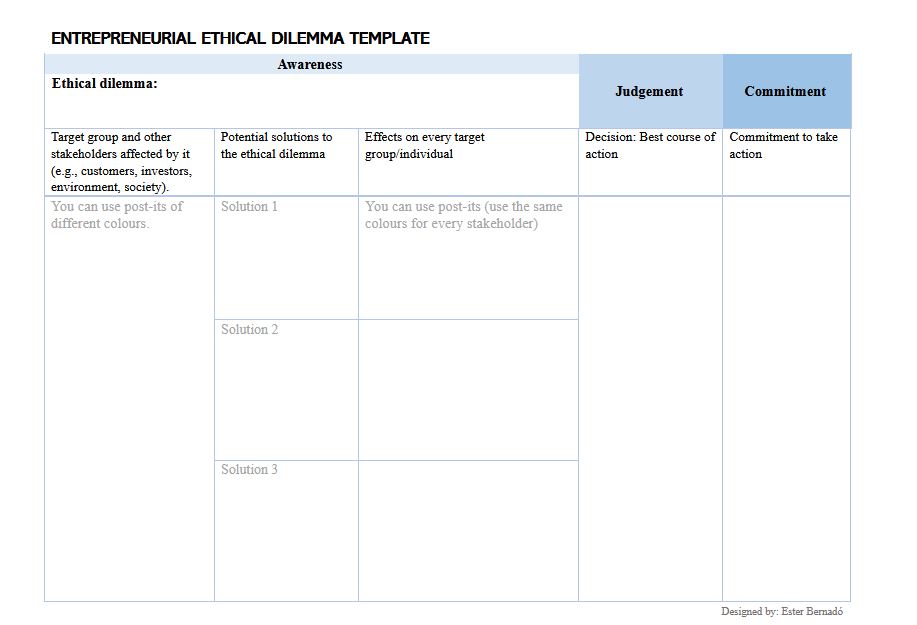 ENTREPRENEURIAL ETHICAL DILEMMA TEMPLATE
Awareness
Ethical dilemma:
Judgement
Commitment
Target group and other
stakeholders affected by it
(e.g., customers, investors,
environment, society).
Potential solutions to
the ethical dilemma
Effects on every target
group/individual
Decision: Best course of
action
Commitment to take
action
You can use post-its of
different colours.
Solution 1
You can use post-its (use the same
colours for every stakeholder)
Solution 2
Solution 3
Designed by: Ester Bernadó